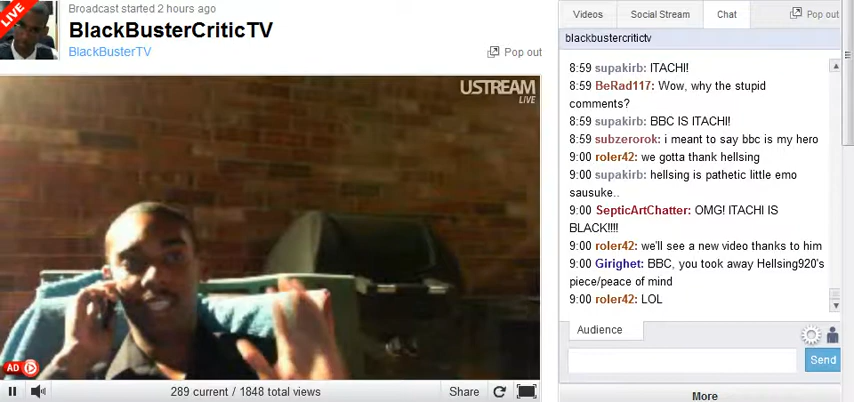 LIVE
Broadcast started 2 hours ago
BlackBusterCriticTV
BlackBusterTV
Pop out
USTREAM
LIVE
AD
289 current / 1848 total views
Share
Videos
Social Stream
Chat
Pop out
blackbustercritictv
8:59 supakirb: ITACHI!
8:59 BeRad117: Wow, why the stupid
comments?
8:59 supakirb: BBC IS ITACHI!
8:59 subzerorok: i meant to say bbc is my hero
9:00 roler42: we gotta thank hellsing
9:00 supakirb: hellsing is pathetic little emo
sausuke..
9:00 SepticArtChatter: OMG! ITACHI IS
BLACK!!!!
9:00 roler42: we'll see a new video thanks to him
9:00 Girighet: BBC, you took away Hellsing920's
piece/peace of mind
9:00 roler42: LOL
Audience
Send
More